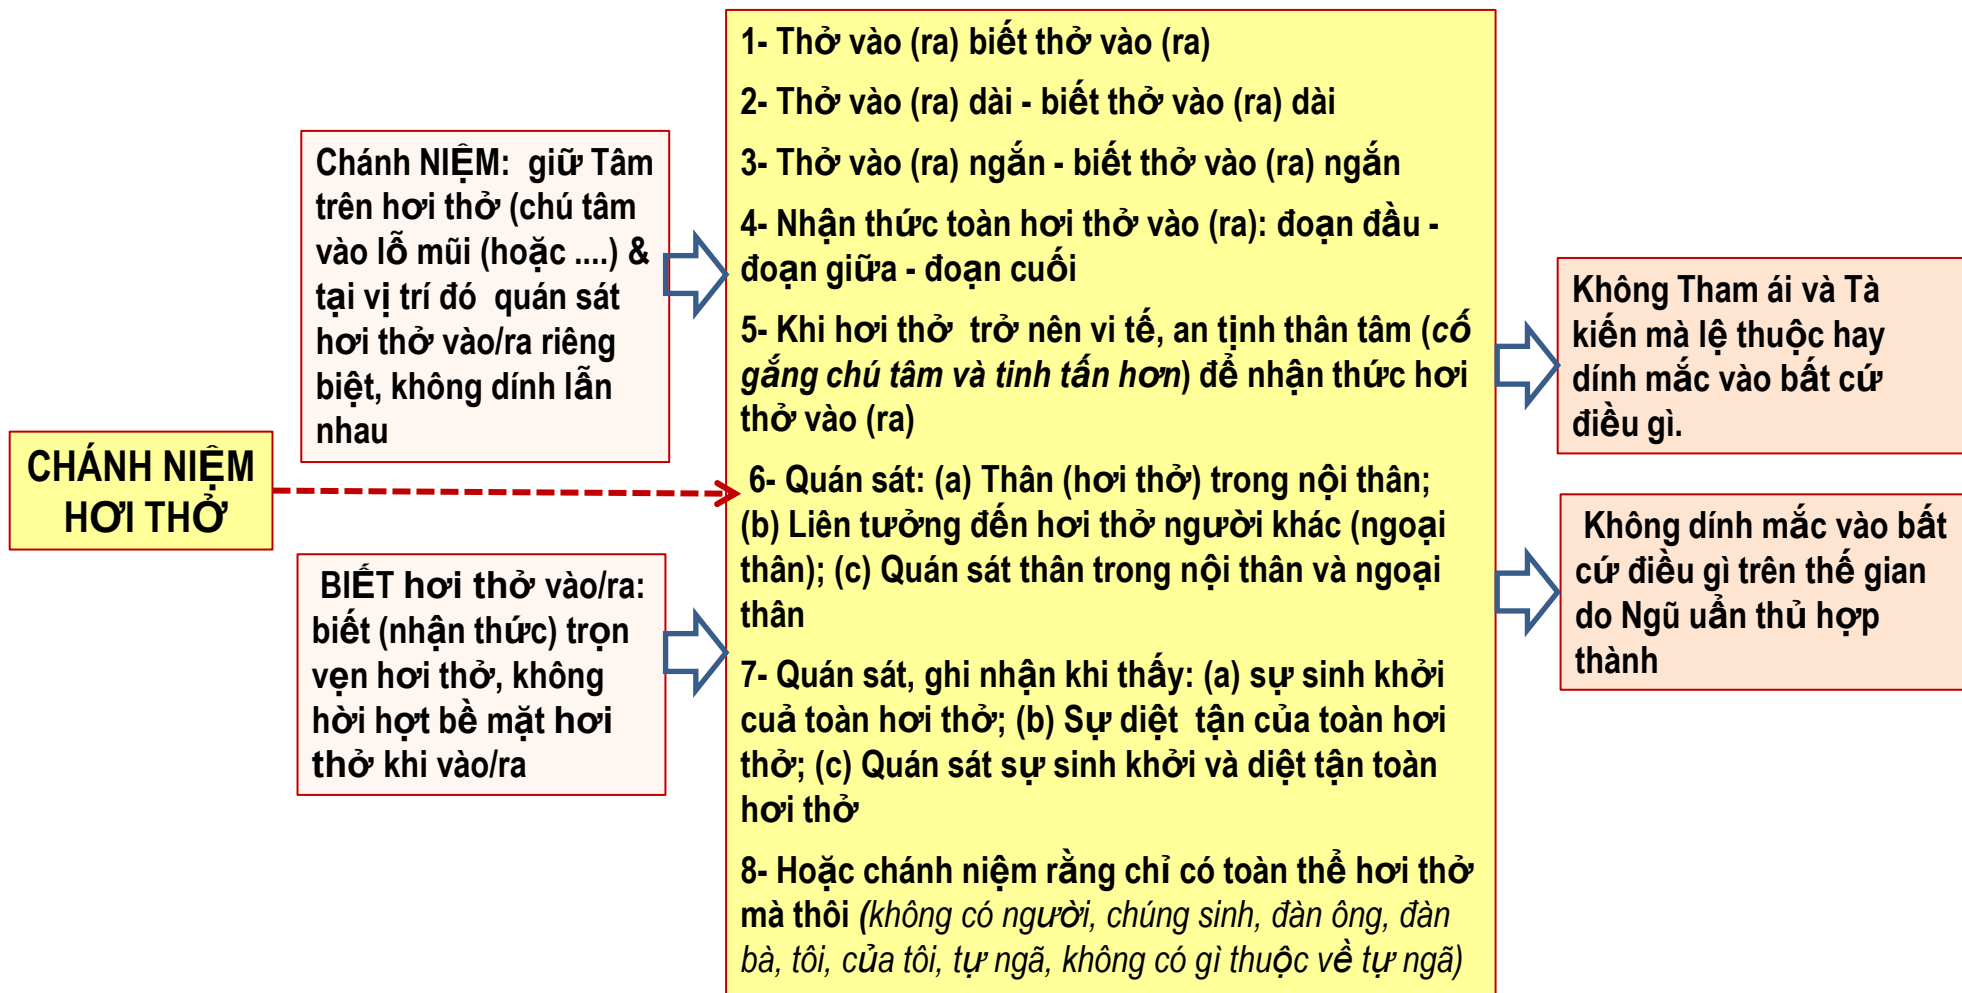 CHÁNH NIỆM
HƠI THỞ
Chánh NIỆM: giữ Tâm
trên hơi thở (chú tâm
vào lỗ mũi (hoặc ....) &
tại vị trí đó quán sát
hơi thở vào/ra riêng
biệt, không dính lẫn
nhau
BIẾT hơi thở vào/ra:
biết (nhận thức) trọn
vẹn hơi thở, không
hời hợt bề mặt hơi
thở khi vào/ra
1- Thở vào (ra) biết thở vào (ra)
2- Thở vào (ra) dài - biết thở vào (ra) dài
3- Thở vào (ra) ngắn - biết thở vào (ra) ngắn
4- Nhận thức toàn hơi thở vào (ra): đoạn đầu -
đoạn giữa - đoạn cuối
5- Khi hơi thở trở nên vi tế, an tịnh thân tâm (cố
gắng chú tâm và tinh tấn hơn) để nhận thức hơi
thở vào (ra)
6- Quán sát: (a) Thân (hơi thở) trong nội thân;
(b) Liên tưởng đến hơi thở người khác (ngoại
thân); (c) Quán sát thân trong nội thân và ngoại
thân
7- Quán sát, ghi nhận khi thấy: (a) sự sinh khởi
cuả toàn hơi thở; (b) Sự diệt tận của toàn hơi
thở; (c) Quán sát sự sinh khởi và diệt tận toàn
hơi thở
8- Hoặc chánh niệm rằng chỉ có toàn thể hơi thở
mà thôi (không có người, chúng sinh, đàn ông, đàn
bà, tôi, của tôi, tự ngã, không có gì thuộc về tự ngã)
Không Tham ái và Tà
kiến mà lệ thuộc hay
dính mắc vào bất cứ
điều gì.
Không dính mắc vào bất
cứ điều gì trên thế gian
do Ngũ uẩn thủ hợp
thành